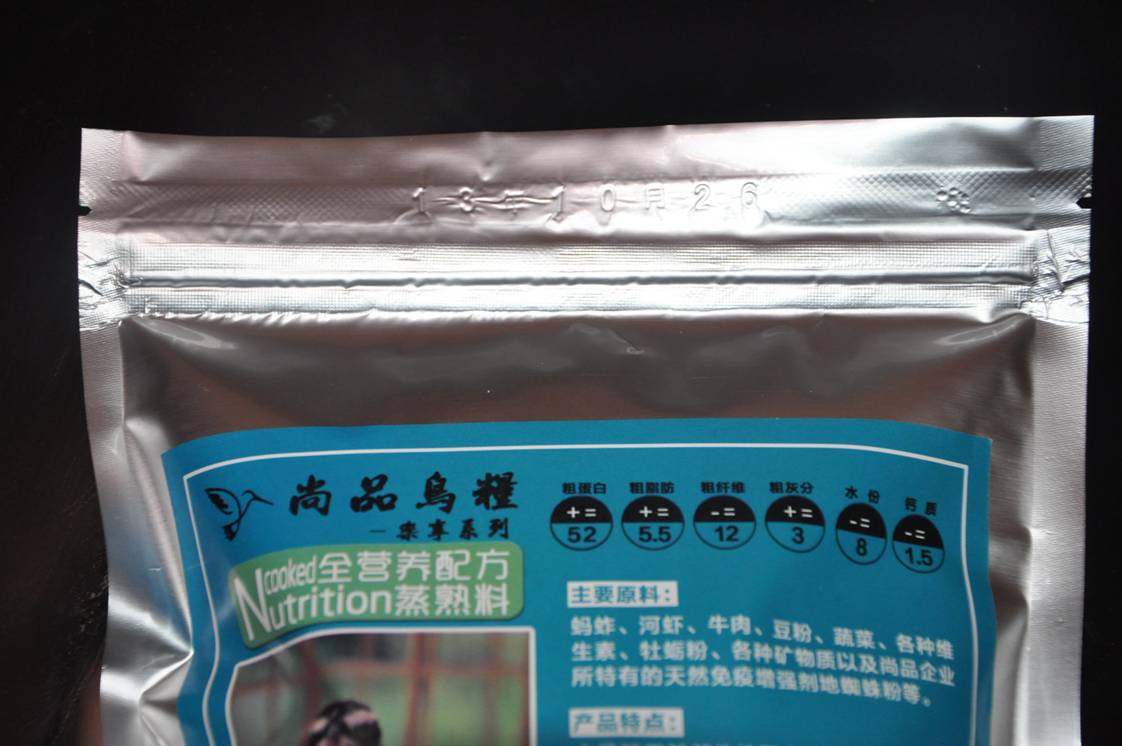 13年10月26
尚品鳥糧
—樂享系列
Ncooked全营养配方
utrition蒸熟料
粗蛋白 粗脂肪 粗纤维 粗灰分 水份 钙质
+= += -= += -= -=
52 5.5 12 3 8 1.5
主要原料：
蚂蚱、河虾、牛肉、豆粉、蔬菜、各种维
生素、牡蛎粉、各种矿物质以及尚品企业
所特有的天然免疫增强剂地蜘蛛粉等。
产品特点：